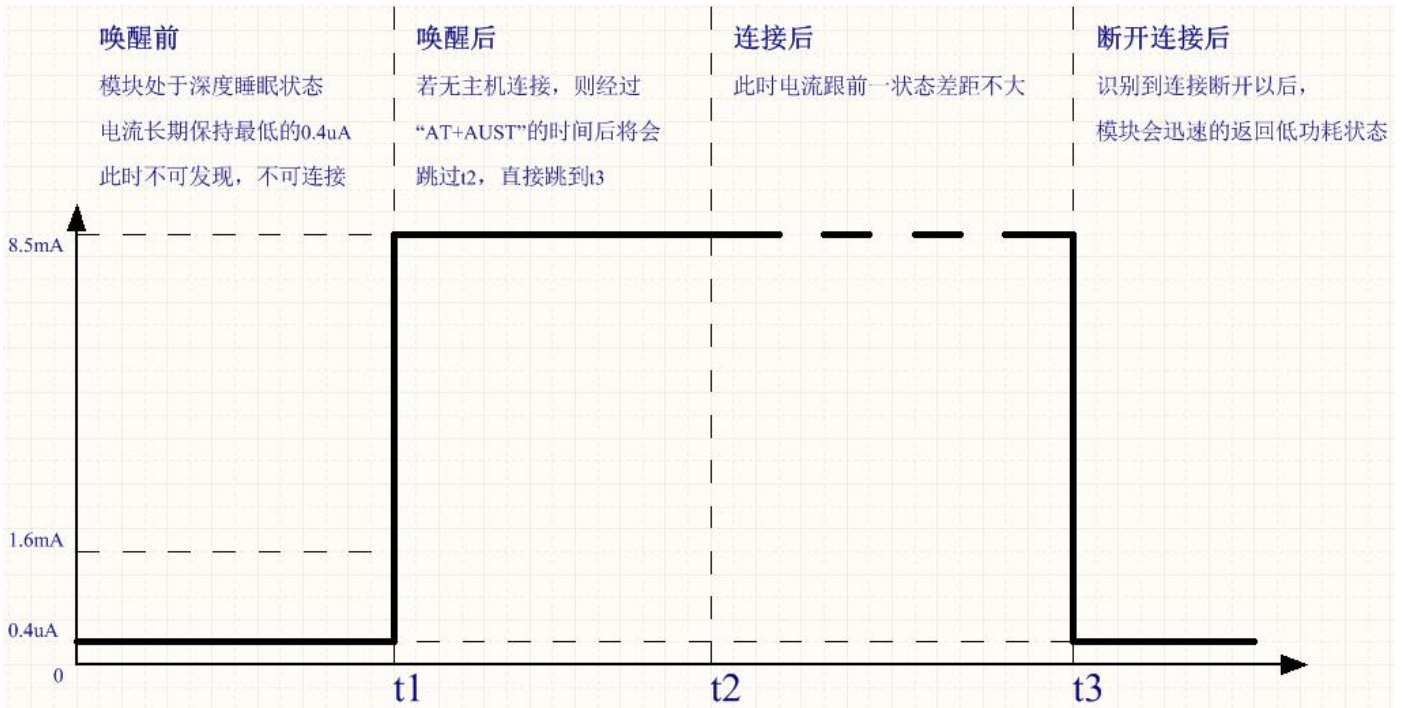 唤醒前
模块处于深度睡眠状态
电流长期保持最低的0.4uA
此时不可发现，不可连接
唤醒后
若无主机连接，则经过
“AT+AUST”的时间后将会
跳过t2，直接跳到t3
连接后
此时电流跟前一状态差距不大
断开连接后
识别到连接断开以后，
模块会迅速的返回低功耗状态
8.5mA
1.6mA
0.4uA
0
t1
t2
t3